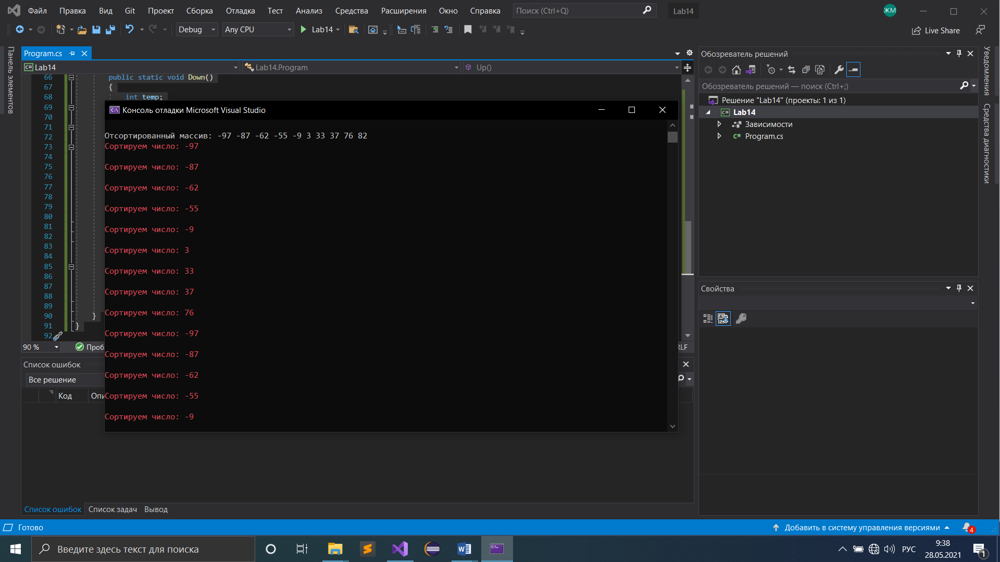 Файл Правка Вид Git Проект Сборка Отладка Тест Анализ Средства Расширения Окно Справка Поиск (Ctrl+Q) Lab14 ЖМ
Debug Any CPU Lab14 Live Share
Панель элементов
Program.cs
Lab14 Lab14.Program Up()
66 public static void Down()
67 {
68 int temp;
69
70
71
72
73
74
75
76
77
78
79
80
81
82
83
84
85
86
87
88
89
90 }
91 }
92
90 % Проб RLF
Консоль отладки Microsoft Visual Studio
Отсортированный массив: -97 -87 -62 -55 -9 3 33 37 76 82
Сортируем число: -97
Сортируем число: -87
Сортируем число: -62
Сортируем число: -55
Сортируем число: -9
Сортируем число: 3
Сортируем число: 33
Сортируем число: 37
Сортируем число: 76
Сортируем число: -97
Сортируем число: -87
Сортируем число: -62
Сортируем число: -55
Сортируем число: -9
Список ошибок
Все решение
Код Опи
Список ошибок Список задач Вывод
Обозреватель решений
Обозреватель решений — поиск (Ctrl+;)
Решение "Lab14" (проекты: 1 из 1)
Lab14
Зависимости
Program.cs
Свойства
Уведомления
Средства диагностики
Готово Добавить в систему управления версиями 4
Введите здесь текст для поиска РУС 9:38
28.05.2021 1